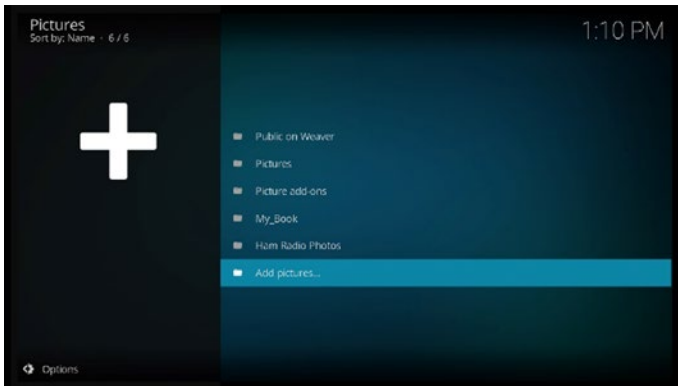 Pictures
Sort by: Name · 6 / 6
1:10 PM
Public on Weaver
Pictures
Picture add-ons
My_Book
Ham Radio Photos
Add pictures...
Options